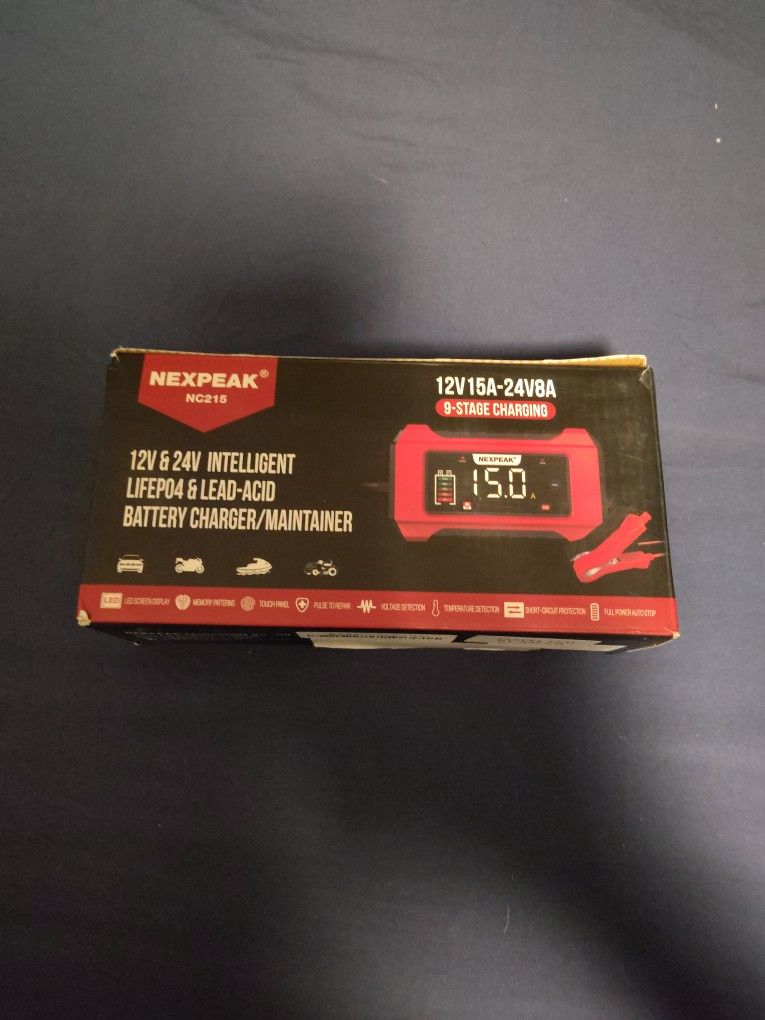 NEXPEAK®
NC215
12V15A-24V8A
9-STAGE CHARGING
12V & 24V INTELLIGENT
LIFEPO4 & LEAD-ACID
BATTERY CHARGER/MAINTAINER
NEXPEAK®
15.0 A
LED LED SCREEN DISPLAY MEMORY PATTERNS TOUCH PANEL PULSE TO REPAIR VOLTAGE DETECTION TEMPERATURE DETECTION SHORT-CIRCUIT PROTECTION FULL POWER AUTO STOP